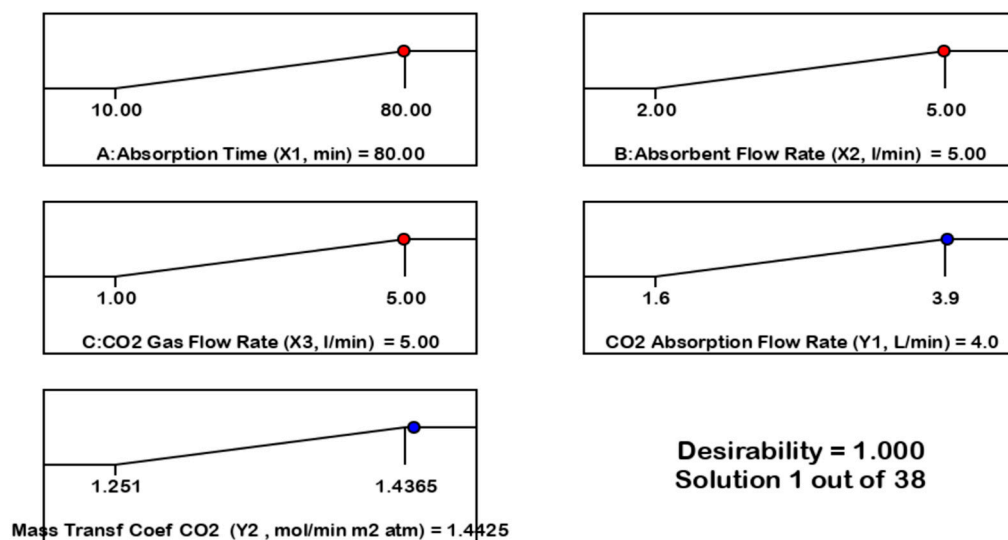 10.00 80.00
A:Absorption Time (X1, min) = 80.00
2.00 5.00
B:Absorbent Flow Rate (X2, l/min) = 5.00
1.00 5.00
C:CO2 Gas Flow Rate (X3, l/min) = 5.00
1.6 3.9
CO2 Absorption Flow Rate (Y1, L/min) = 4.0
1.251 1.4365
Mass Transf Coef CO2 (Y2 , mol/min m2 atm) = 1.4425
Desirability = 1.000
Solution 1 out of 38